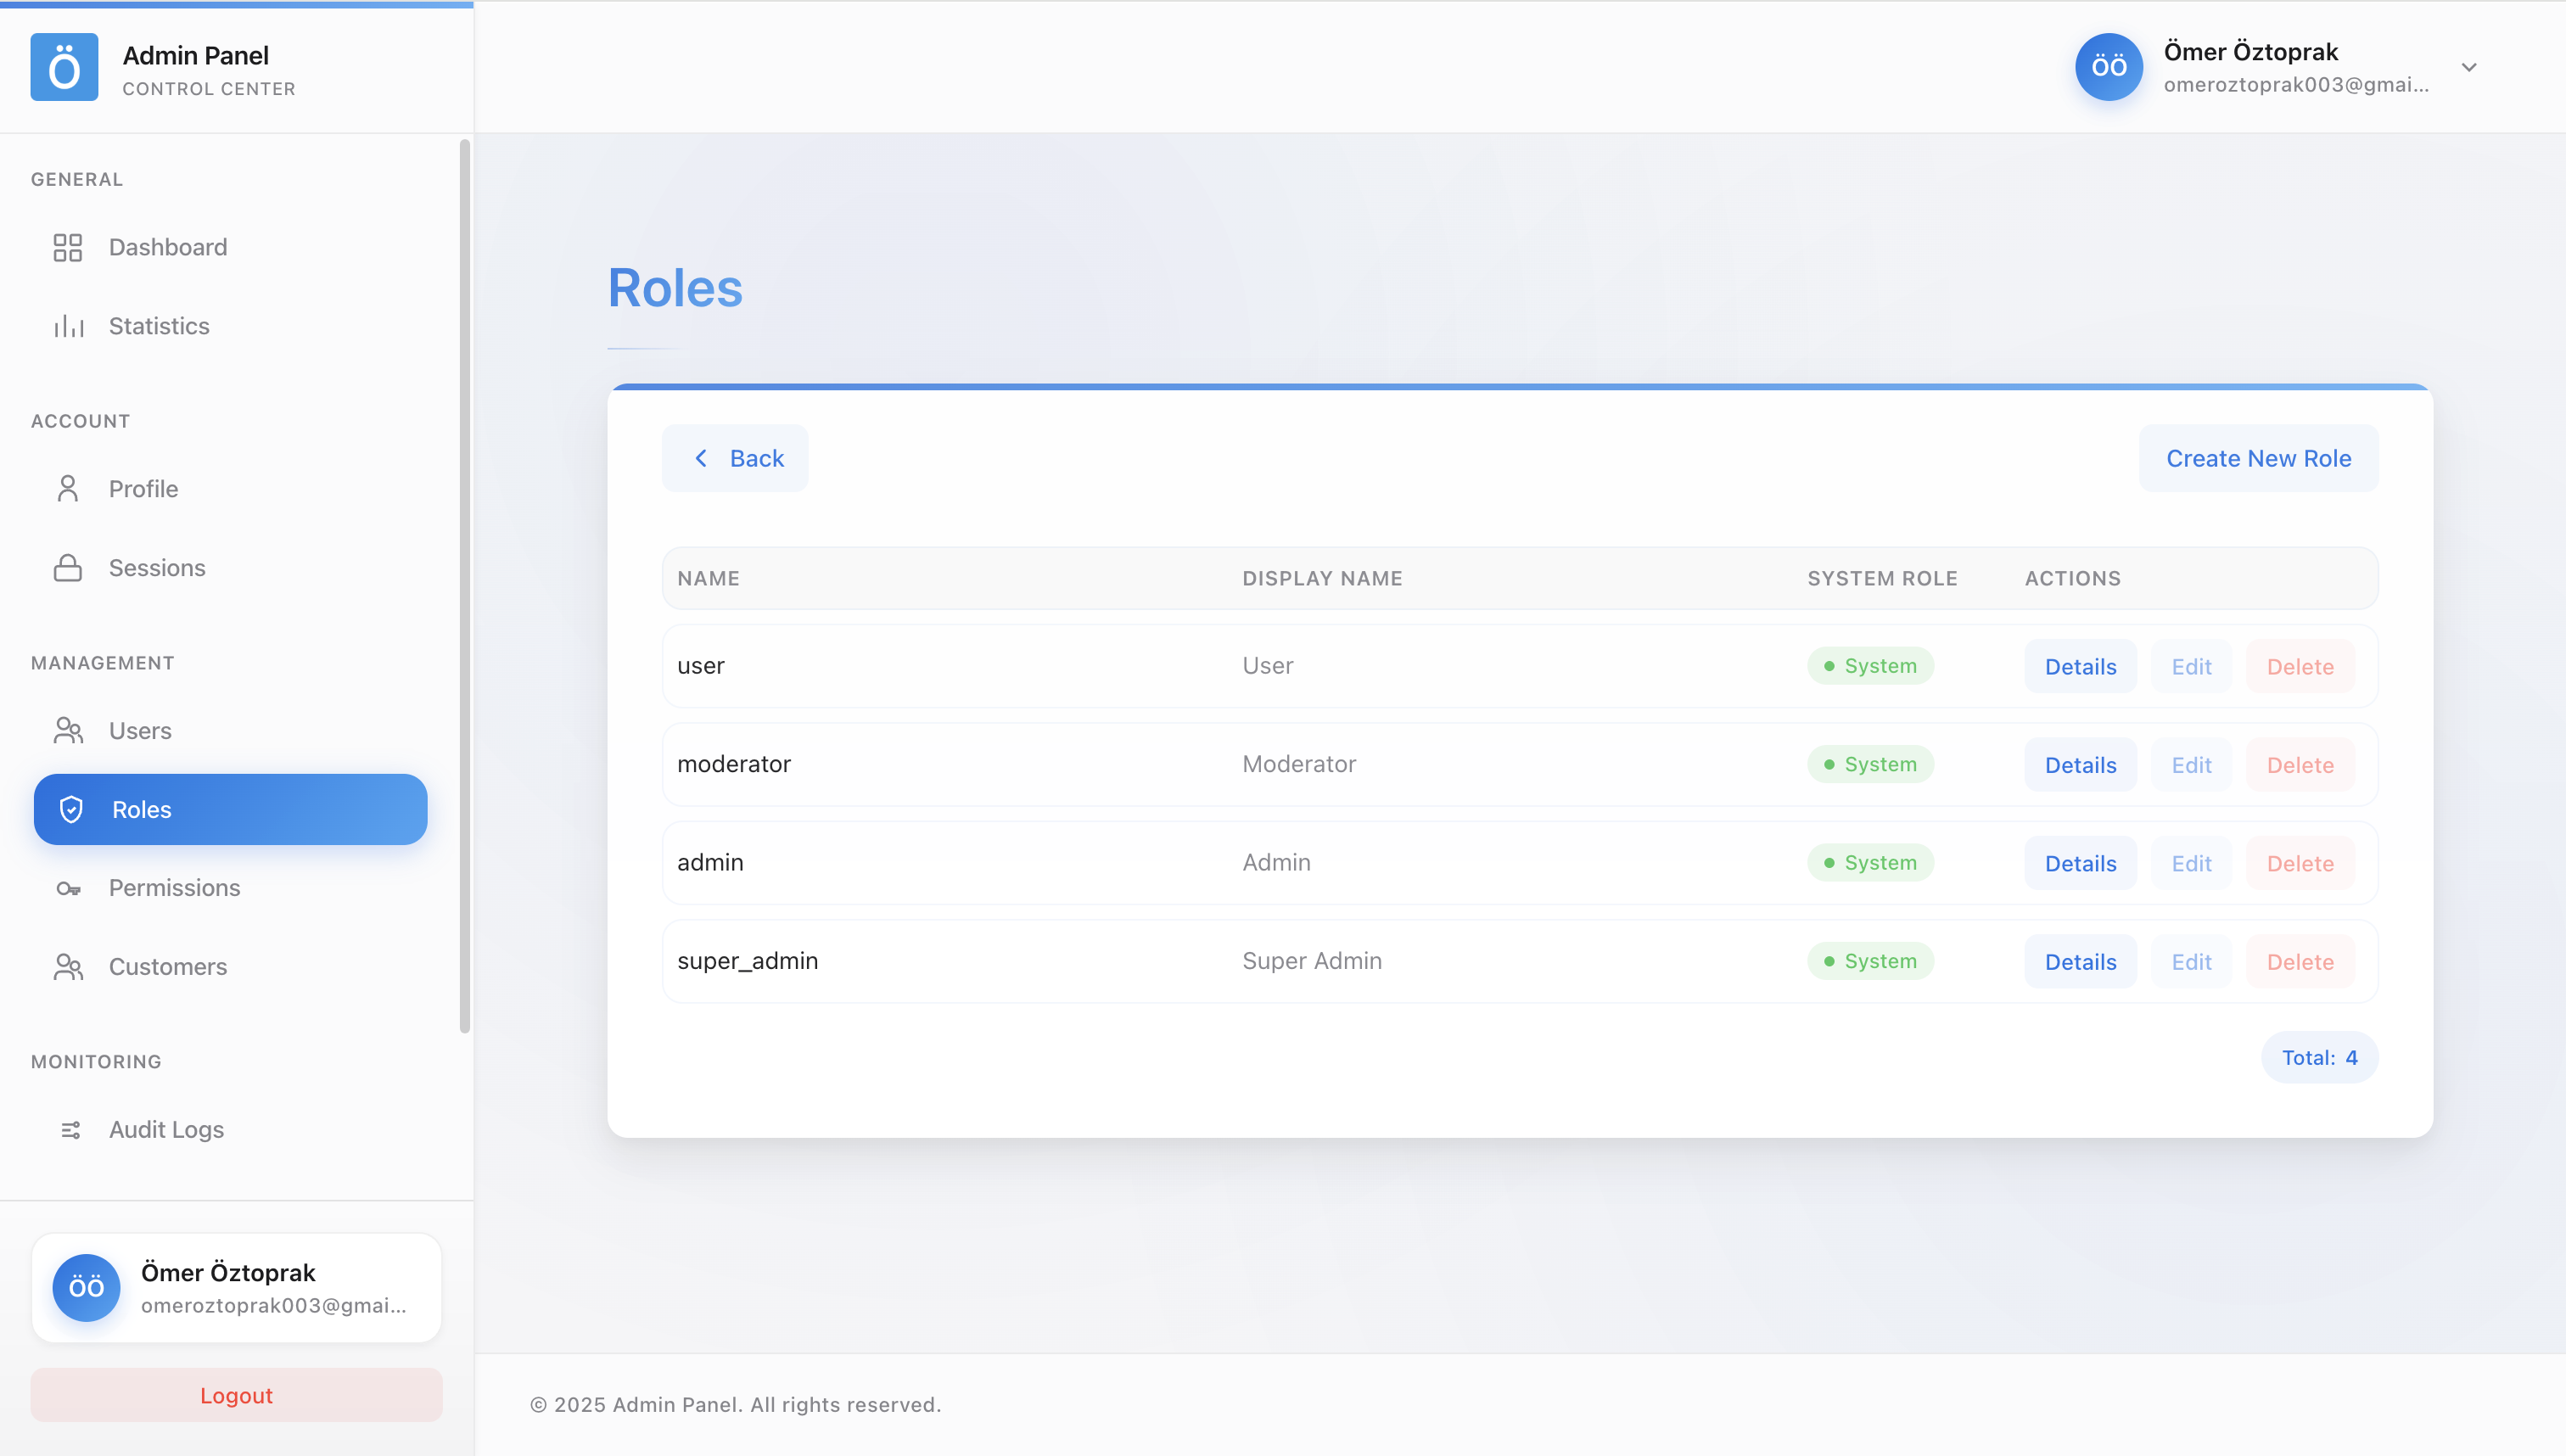 Ö
Admin Panel
CONTROL CENTER
ÖÖ
Ömer Öztoprak
omeroztoprak003@gmai...
GENERAL
Dashboard
Statistics
ACCOUNT
Profile
Sessions
MANAGEMENT
Users
Roles
Permissions
Customers
MONITORING
Audit Logs
ÖÖ
Ömer Öztoprak
omeroztoprak003@gmai...
Logout
Roles
Back
Create New Role
NAME DISPLAY NAME SYSTEM ROLE ACTIONS
user User System Details Edit Delete
moderator Moderator System Details Edit Delete
admin Admin System Details Edit Delete
super_admin Super Admin System Details Edit Delete
Total: 4
© 2025 Admin Panel. All rights reserved.